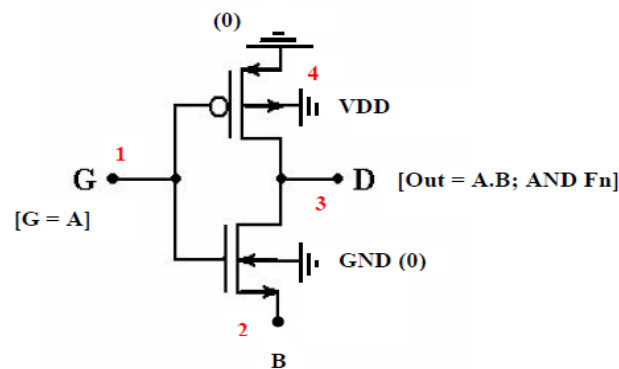 (0)
4
VDD
1
G
D
[Out = A.B; AND Fn]
3
[G = A]
GND (0)
2
B